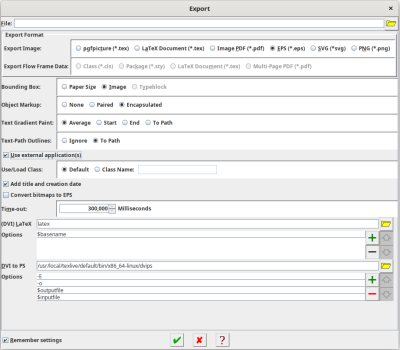 Export
File:
Export Format
Export Image: pgfpicture (*.tex) LaTeX Document (*.tex) Image PDF (*.pdf) EPS (*.eps) SVG (*svg) PNG (*.png)
Export Flow Frame Data: Class (*.cls) Package (*.sty) LaTeX Document (*.tex) Multi-Page PDF (*.pdf)
Bounding Box: Paper Size Image Typeblock
Object Markup: None Paired Encapsulated
Text Gradient Paint: Average Start End To Path
Text-Path Outlines: Ignore To Path
Use external application(s)
Use/Load Class: Default Class Name:
Add title and creation date
Convert bitmaps to EPS
Time-out: 300,000 Milliseconds
(DVI) LaTeX latex
Options $basename
DVI to PS /usr/local/texlive/default/bin/x86_64-linux/dvips
Options -E
-o
$outputfile
$inputfile
Remember settings